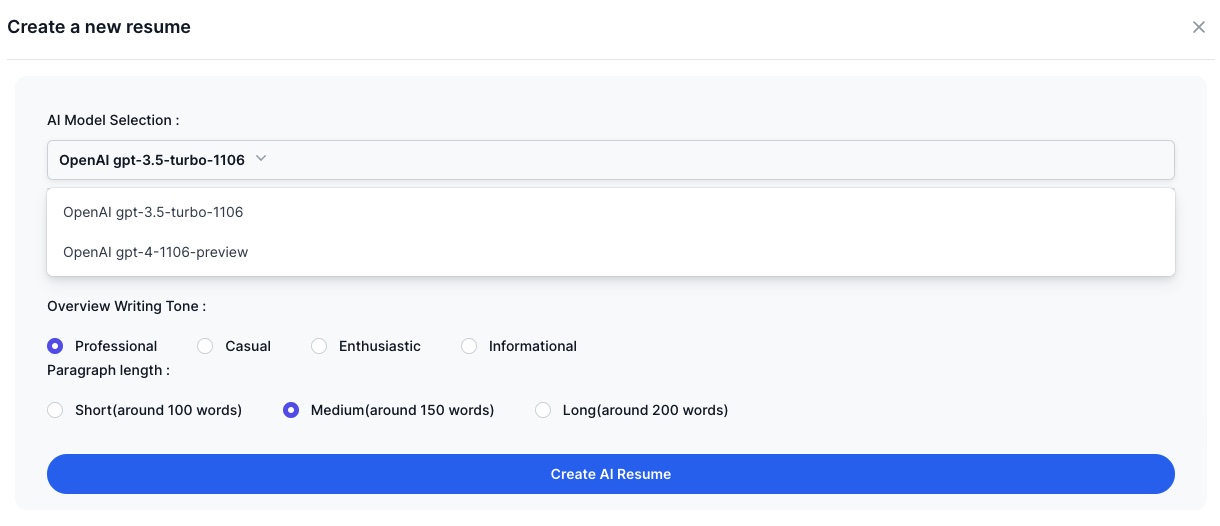 Create a new resume
AI Model Selection :
OpenAI gpt-3.5-turbo-1106
OpenAI gpt-3.5-turbo-1106
OpenAI gpt-4-1106-preview
Overview Writing Tone :
Professional Casual Enthusiastic Informational
Paragraph length :
Short(around 100 words) Medium(around 150 words) Long(around 200 words)
Create AI Resume